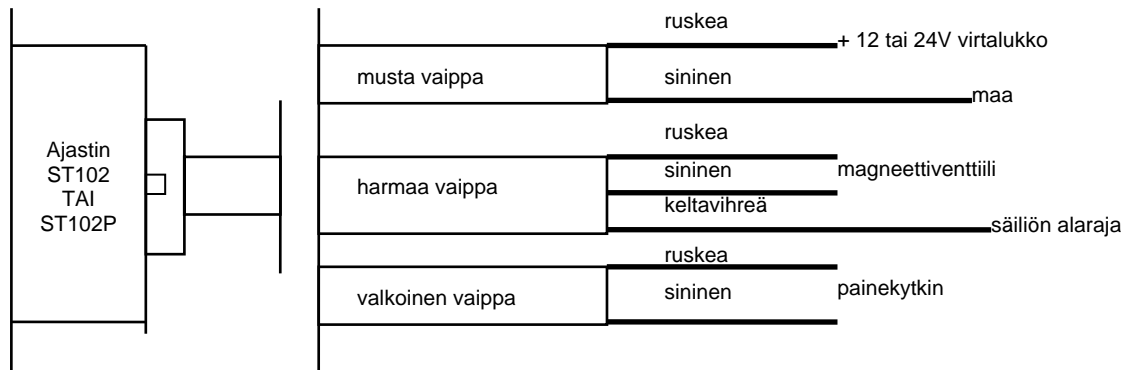 Ajastin
ST102
TAI
ST102P
musta vaippa
ruskea
+ 12 tai 24V virtalukko
sininen
maa
harmaa vaippa
ruskea
sininen
magneettiventtiili
keltavihreä
säiliön alaraja
valkoinen vaippa
ruskea
sininen
painekytkin